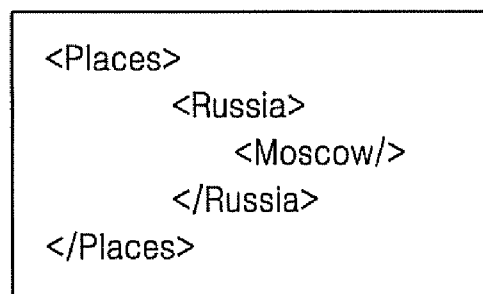 <Places>
<Russia>
<Moscow/>
</Russia>
</Places>